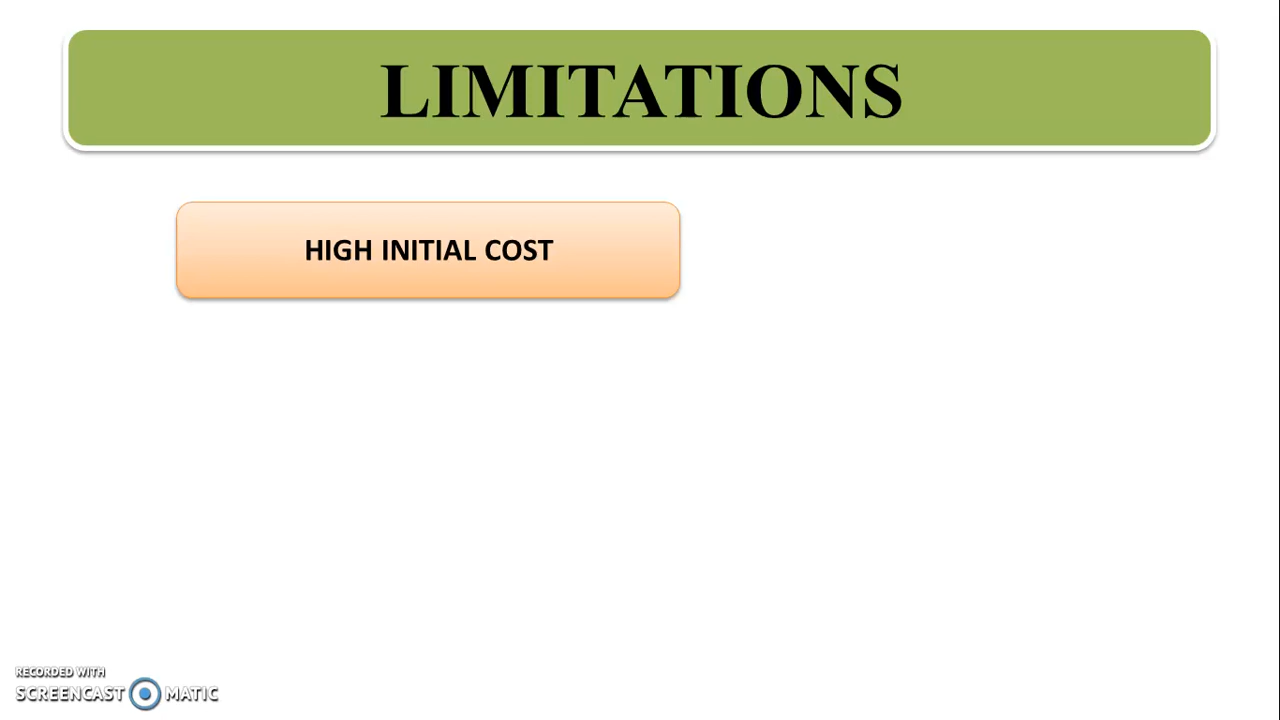 LIMITATIONS
HIGH INITIAL COST
RECORDED WITH
SCREENCAST MATIC